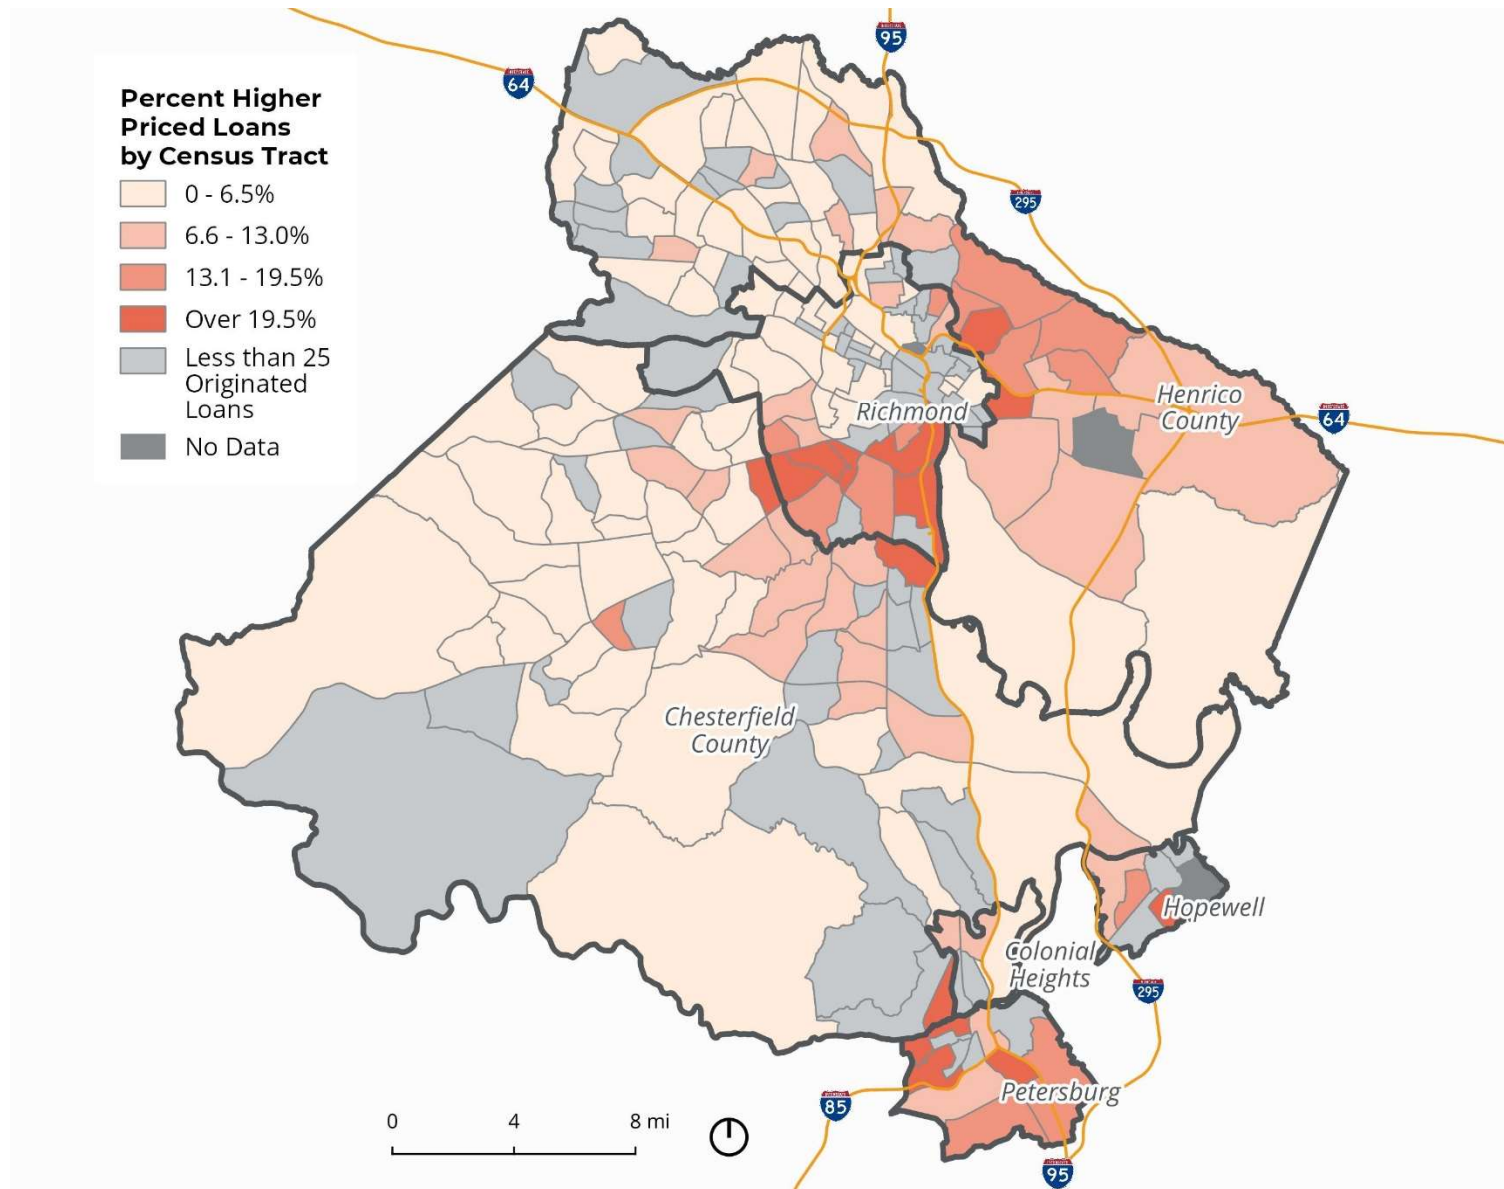 Percent Higher
Priced Loans
by Census Tract
0 - 6.5%
6.6 - 13.0%
13.1 - 19.5%
Over 19.5%
Less than 25
Originated
Loans
No Data
64
95
295
Henrico
County
64
Richmond
Chesterfield
County
Hopewell
Colonial
Heights
295
Petersburg
85
95
0 4 8 mi